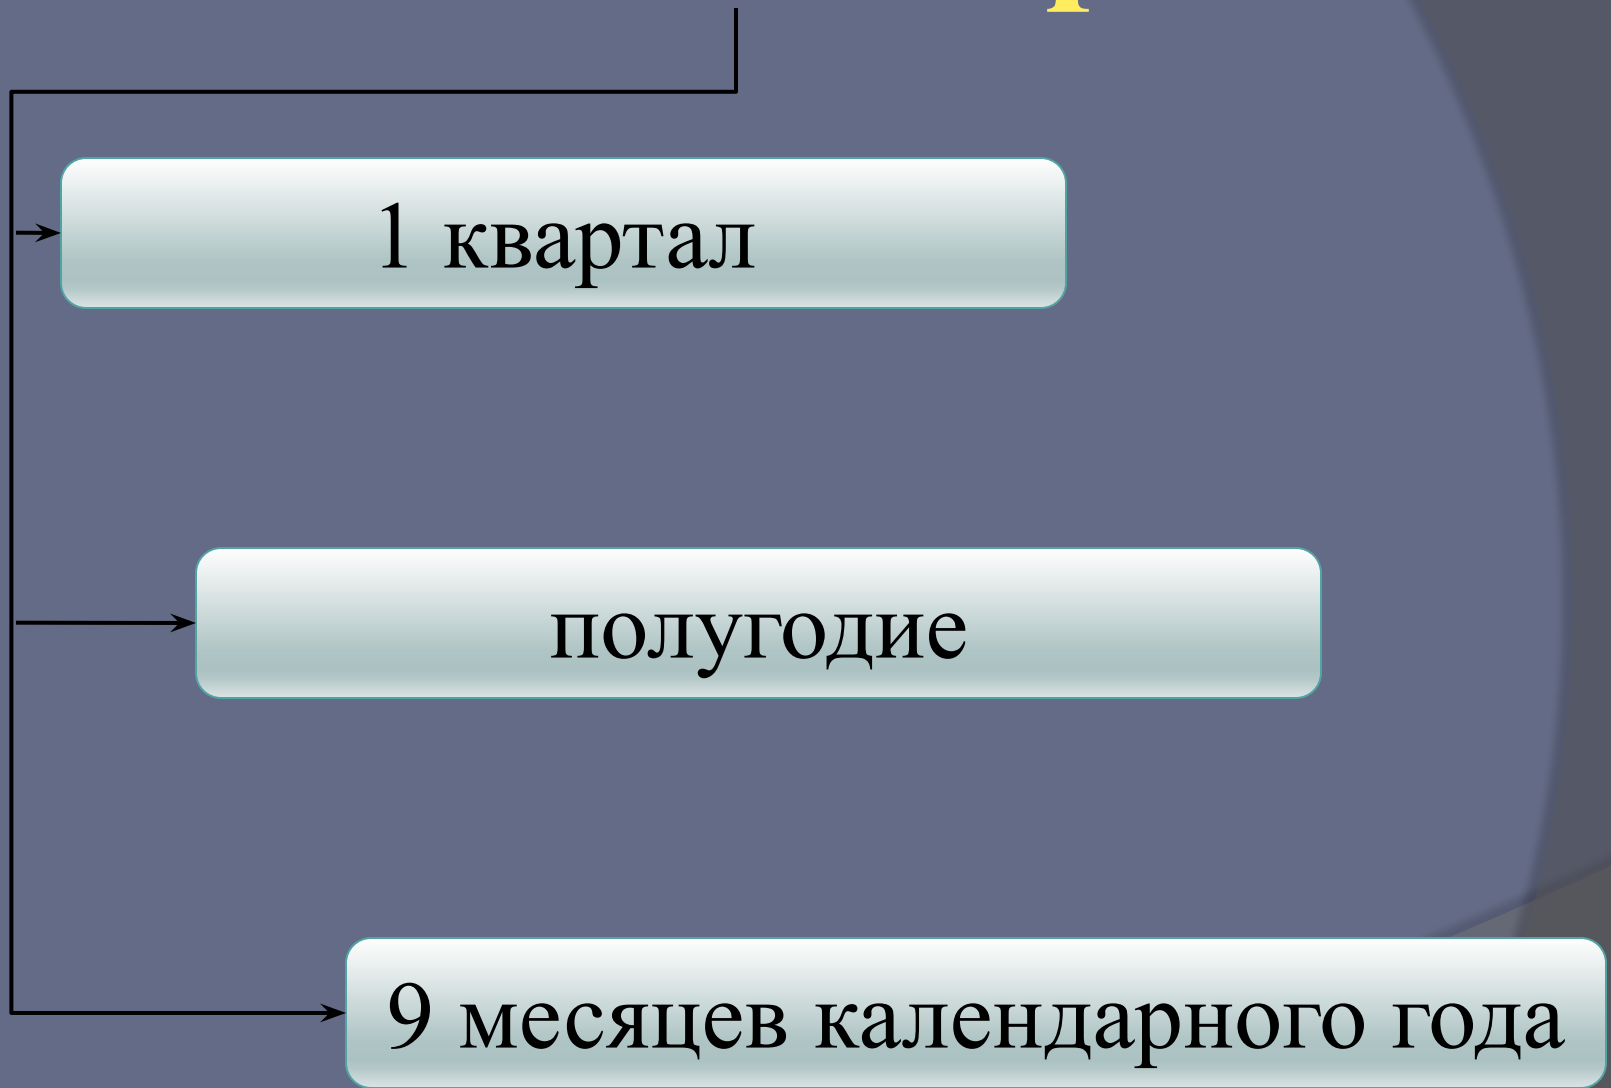 1 квартал
полугодие
9 месяцев календарного года